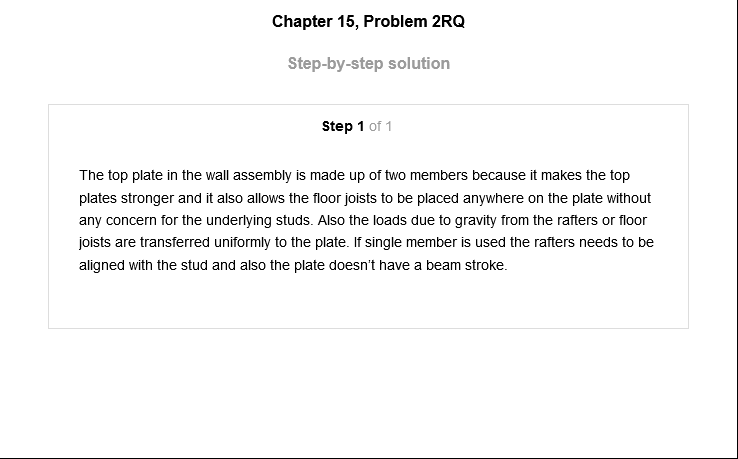 Chapter 15, Problem 2RQ
Step-by-step solution
Step 1 of 1
The top plate in the wall assembly is made up of two members because it makes the top
plates stronger and it also allows the floor joists to be placed anywhere on the plate without
any concern for the underlying studs. Also the loads due to gravity from the rafters or floor
joists are transferred uniformly to the plate. If single member is used the rafters needs to be
aligned with the stud and also the plate doesn’t have a beam stroke.